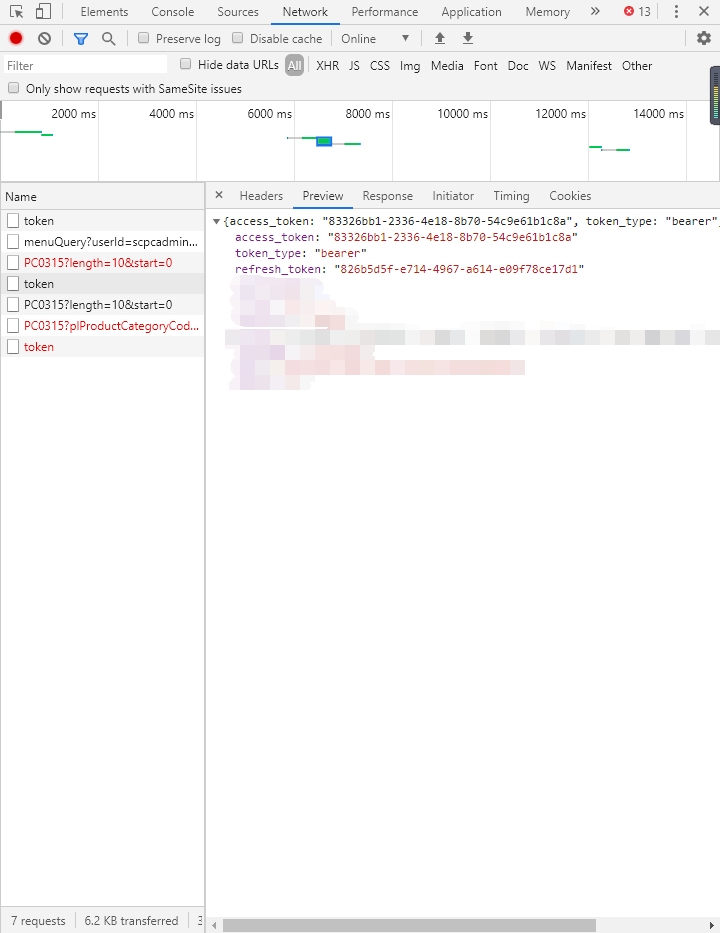 Elements Console Sources Network Performance Application Memory » 13
Preserve log Disable cache Online
Filter Hide data URLs All XHR JS CSS Img Media Font Doc WS Manifest Other
Only show requests with SameSite issues
2000 ms 4000 ms 6000 ms 8000 ms 10000 ms 12000 ms 14000 ms
Name
token
menuQuery?userId=scpcadmin...
PC0315?length=10&start=0
token
PC0315?length=10&start=0
PC0315?plProductCategoryCod...
token
× Headers Preview Response Initiator Timing Cookies
{access_token: "83326bb1-2336-4e18-8b70-54c9e61b1c8a", token_type: "bearer",
access_token: "83326bb1-2336-4e18-8b70-54c9e61b1c8a"
token_type: "bearer"
refresh_token: "826b5d5f-e714-4967-a614-e09f78ce17d1"
7 requests 6.2 KB transferred 3